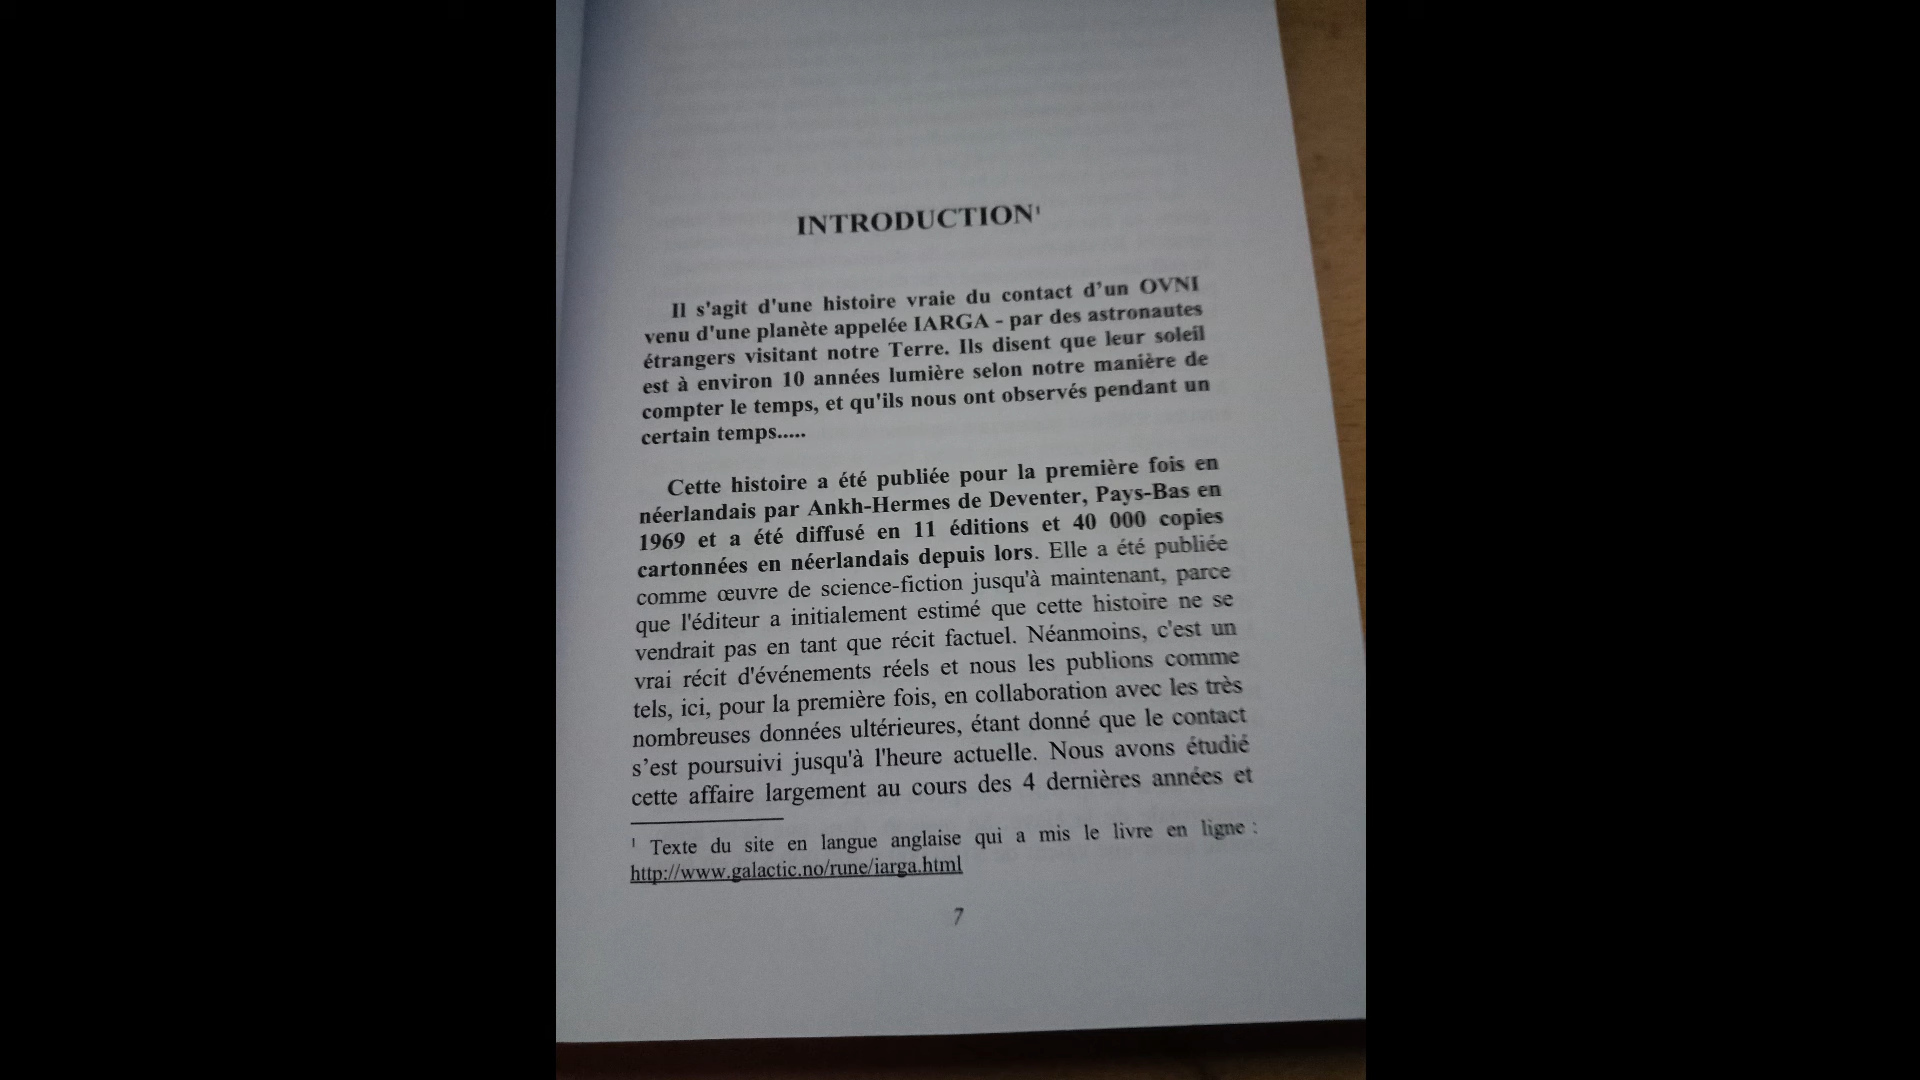 INTRODUCTION¹
Il s'agit d'une histoire vraie du contact d’un OVNI
venu d'une planète appelée IARGA - par des astronautes
étrangers visitant notre Terre. Ils disent que leur soleil
est à environ 10 années lumière selon notre manière de
compter le temps, et qu'ils nous ont observés pendant un
certain temps.....
Cette histoire a été publiée pour la première fois en
néerlandais par Ankh-Hermes de Deventer, Pays-Bas en
1969 et a été diffusé en 11 éditions et 40 000 copies
cartonnées en néerlandais depuis lors. Elle a été publiée
comme œuvre de science-fiction jusqu'à maintenant, parce
que l'éditeur a initialement estimé que cette histoire ne se
vendrait pas en tant que récit factuel. Néanmoins, c'est un
vrai récit d'événements réels et nous les publions comme
tels, ici, pour la première fois, en collaboration avec les très
nombreuses données ultérieures, étant donné que le contact
s’est poursuivi jusqu'à l'heure actuelle. Nous avons étudié
cette affaire largement au cours des 4 dernières années et
¹ Texte du site en langue anglaise qui a mis le livre en ligne :
http://www.galactic.no/rune/iarga.html
7